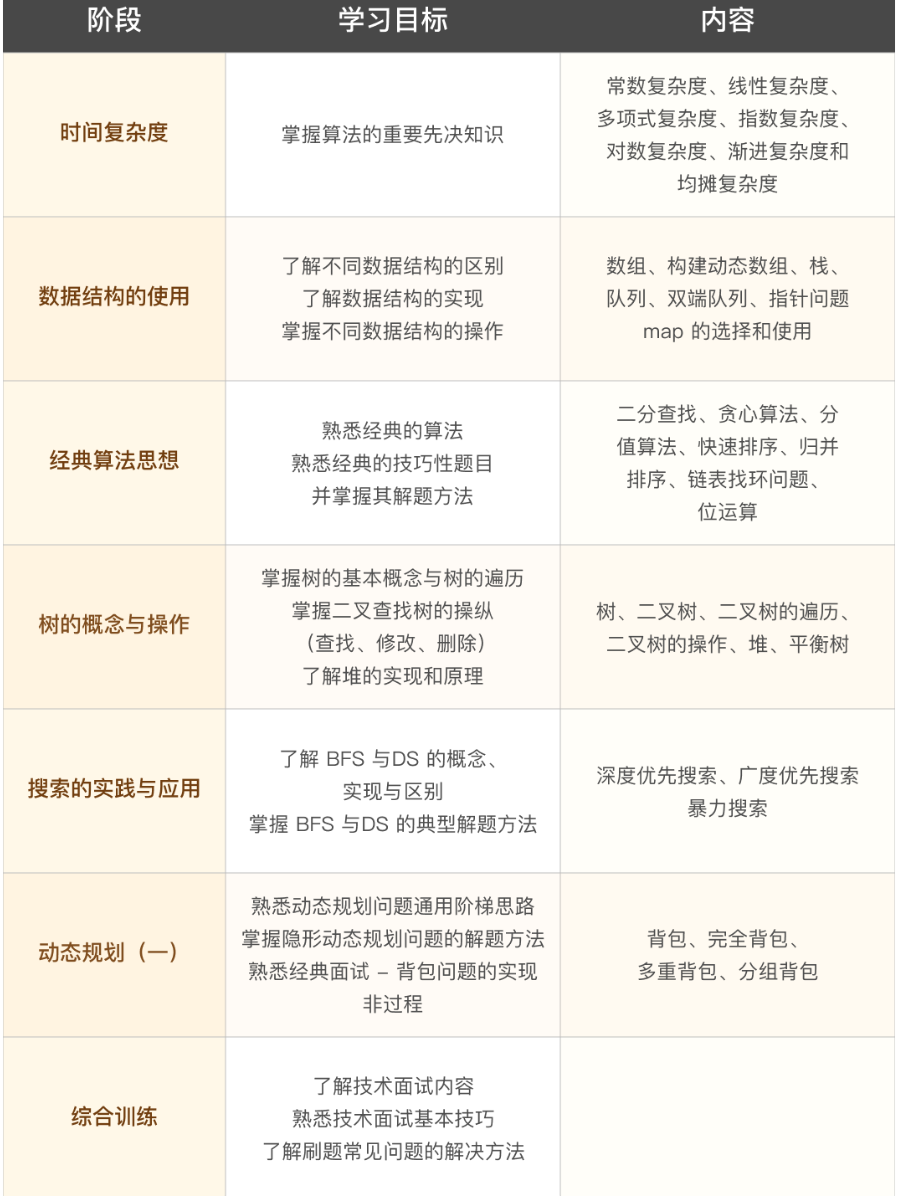 阶段 学习目标 内容
时间复杂度
掌握算法的重要先决知识
常数复杂度、线性复杂度、
多项式复杂度、指数复杂度、
对数复杂度、渐进复杂度和
均摊复杂度
数据结构的使用
了解不同数据结构的区别
了解数据结构的实现
掌握不同数据结构的操作
数组、构建动态数组、栈、
队列、双端队列、指针问题
map 的选择和使用
经典算法思想
熟悉经典的算法
熟悉经典的技巧性题目
并掌握其解题方法
二分查找、贪心算法、分
值算法、快速排序、归并
排序、链表找环问题、
位运算
树的概念与操作
掌握树的基本概念与树的遍历
掌握二叉查找树的操纵
（查找、修改、删除）
了解堆的实现和原理
树、二叉树、二叉树的遍历、
二叉树的操作、堆、平衡树
搜索的实践与应用
了解 BFS 与DS 的概念、
实现与区别
掌握 BFS 与DS 的典型解题方法
深度优先搜索、广度优先搜索
暴力搜索
动态规划（一）
熟悉动态规划问题通用阶梯思路
掌握隐形动态规划问题的解题方法
熟悉经典面试 – 背包问题的实现
非过程
背包、完全背包、
多重背包、分组背包
综合训练
了解技术面试内容
熟悉技术面试基本技巧
了解刷题常见问题的解决方法